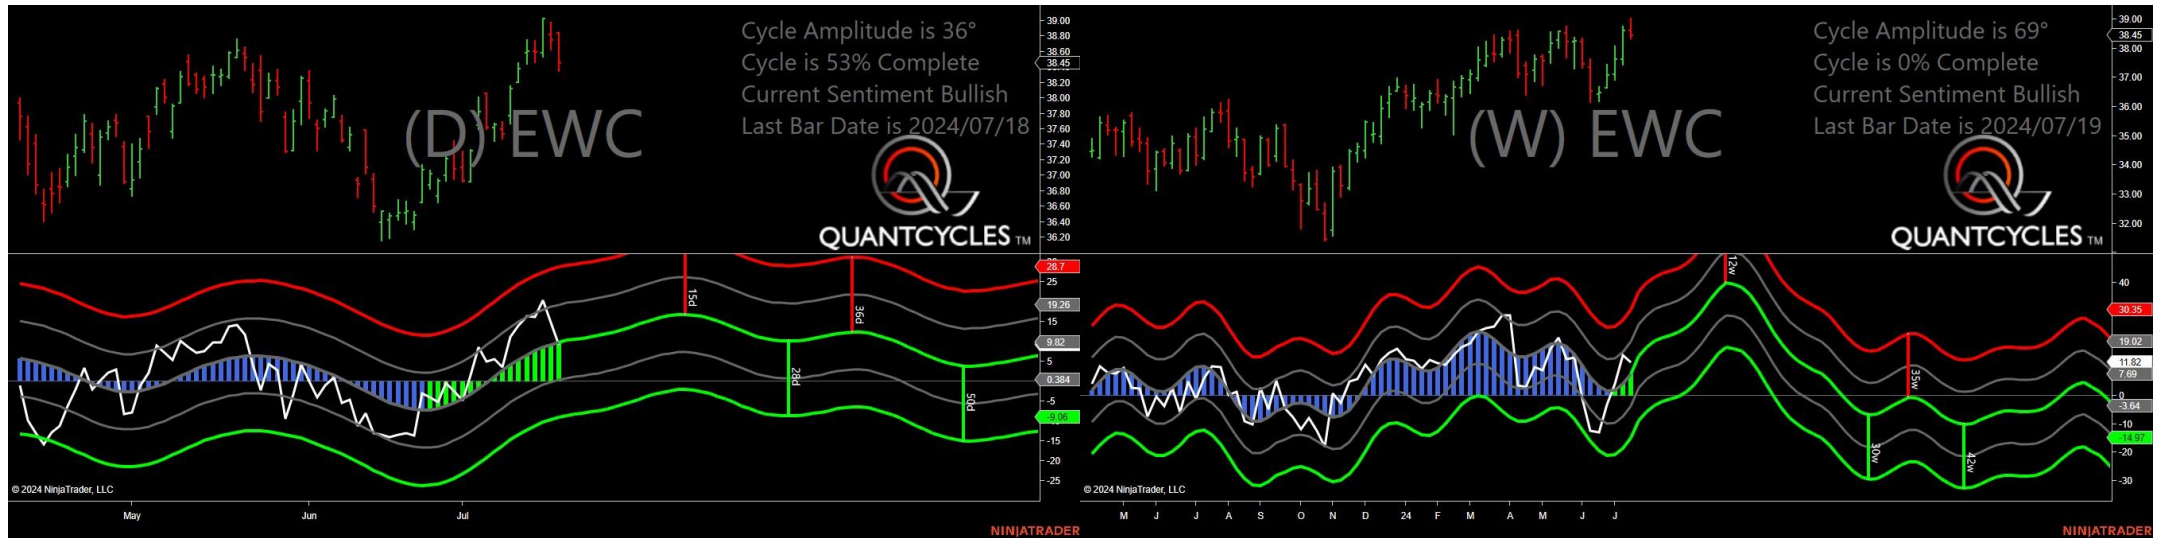 Cycle Amplitude is 36°
Cycle is 53% Complete
Current Sentiment Bullish
Last Bar Date is 2024/07/18
(D) EWC
QUANTCYCLES TM
39.00
38.80
38.60
38.45
38.20
38.00
37.80
37.60
37.40
37.20
37.00
36.80
36.60
36.40
36.20
28.7
25
19.26
15
9.82
5
0.384
-5
-9.06
-15
-20
-25
15d
28d
36d
50d
© 2024 NinjaTrader, LLC
May Jun Jul
NINJATRADER
Cycle Amplitude is 69°
Cycle is 0% Complete
Current Sentiment Bullish
Last Bar Date is 2024/07/19
(W) EWC
QUANTCYCLES TM
39.00
38.45
38.00
37.00
36.00
35.00
34.00
33.00
32.00
40
30.35
19.02
11.82
7.69
0
-3.64
-10
-14.97
-20
-30
12w
30w
35w
42w
© 2024 NinjaTrader, LLC
M J J A S O N D 24 F M A M J J
NINJATRADER